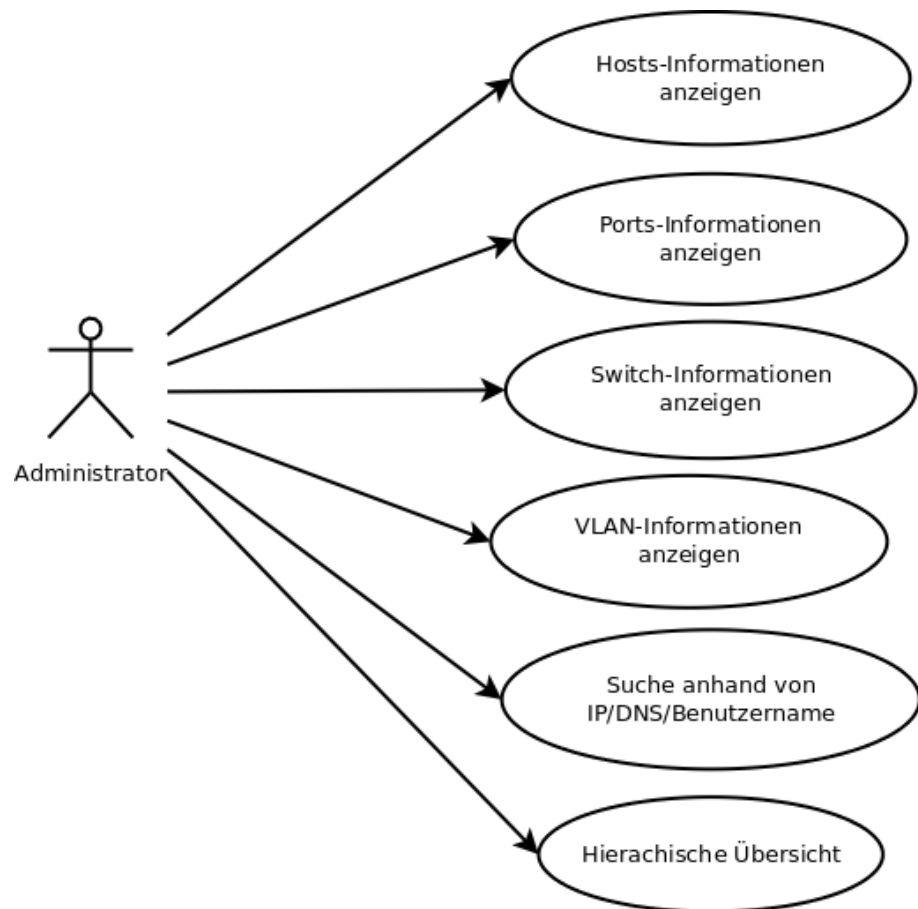 Hosts-Informationen
anzeigen
Ports-Informationen
anzeigen
Switch-Informationen
anzeigen
Administrator
VLAN-Informationen
anzeigen
Suche anhand von
IP/DNS/Benutzername
Hierachische Übersicht